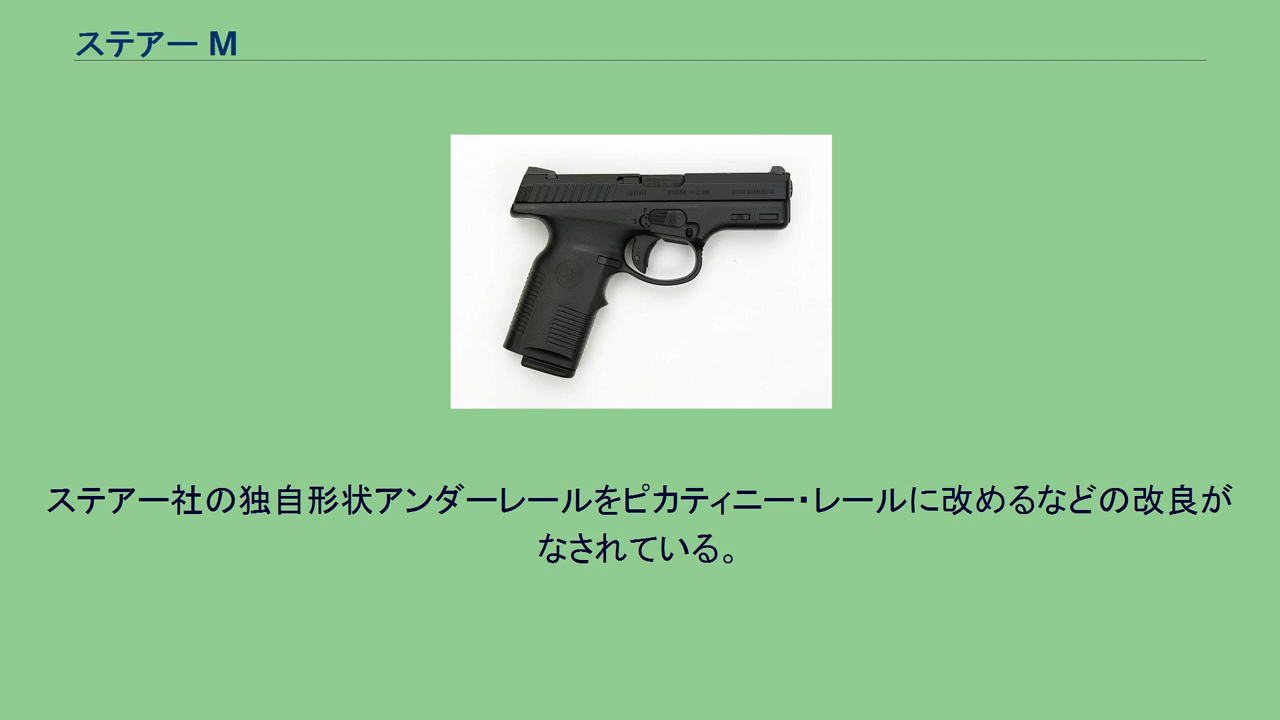 ステアー M
ステアー社の独自形状アンダーレールをピカティニー・レールに改めるなどの改良が
なされている。